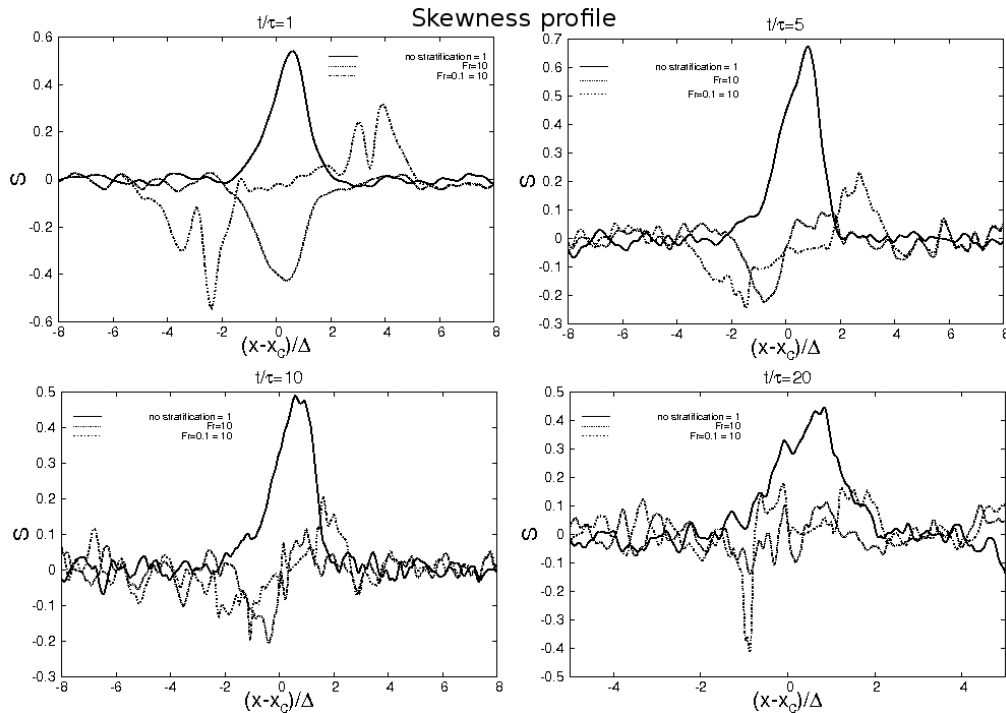 Skewness profile
t/τ=1
0.6
0.4
0.2
0
-0.2
-0.4
-0.6
S
no stratification = 1
Fr=10
Fr=0.1 = 10
-8 -6 -4 -2 0 2 4 6 8
(x-xC)/Δ
t/τ=5
0.7
0.6
0.5
0.4
0.3
0.2
0.1
0
-0.1
-0.2
-0.3
S
no stratification = 1
Fr=10
Fr=0.1 = 10
-8 -6 -4 -2 0 2 4 6 8
(x-xC)/Δ
t/τ=10
0.5
0.4
0.3
0.2
0.1
0
-0.1
-0.2
-0.3
S
no stratification = 1
Fr=10
Fr=0.1 = 10
-8 -6 -4 -2 0 2 4 6 8
(x-xC)/Δ
t/τ=20
0.5
0.4
0.3
0.2
0.1
0
-0.1
-0.2
-0.3
-0.4
-0.5
S
no stratification = 1
Fr=10
Fr=0.1 = 10
-4 -2 0 2 4
(x-xC)/Δ